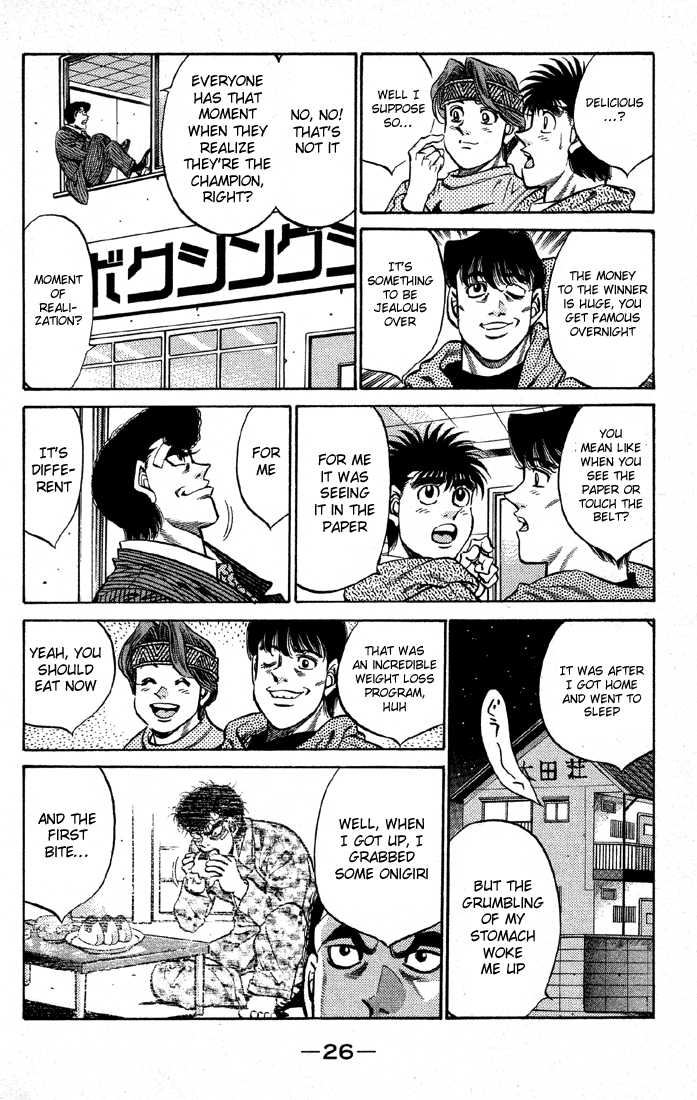 DELICIOUS
...?
WELL I
SUPPOSE
SO...
THE MONEY
TO THE WINNER
IS HUGE, YOU
GET FAMOUS
OVERNIGHT
IT'S
SOMETHING
TO BE
JEALOUS
OVER
NO, NO!
THAT'S
NOT IT
EVERYONE
HAS THAT
MOMENT
WHEN THEY
REALIZE
THEY'RE THE
CHAMPION,
RIGHT?
ボクシング
MOMENT
OF
REALI-
ZATION?
YOU
MEAN LIKE
WHEN YOU
SEE THE
PAPER OR
TOUCH THE
BELT?
FOR ME
IT WAS
SEEING
IT IN THE
PAPER
FOR
ME
IT'S
DIFFE-
RENT
IT WAS AFTER
I GOT HOME
AND WENT TO
SLEEP
田荘
BUT THE
GRUMBLING
OF MY
STOMACH
WOKE
ME UP
THAT WAS
AN INCREDIBLE
WEIGHT LOSS
PROGRAM,
HUH
YEAH, YOU
SHOULD
EAT NOW
WELL, WHEN
I GOT UP, I
GRABBED
SOME ONIGIRI
AND THE
FIRST
BITE...
—26—